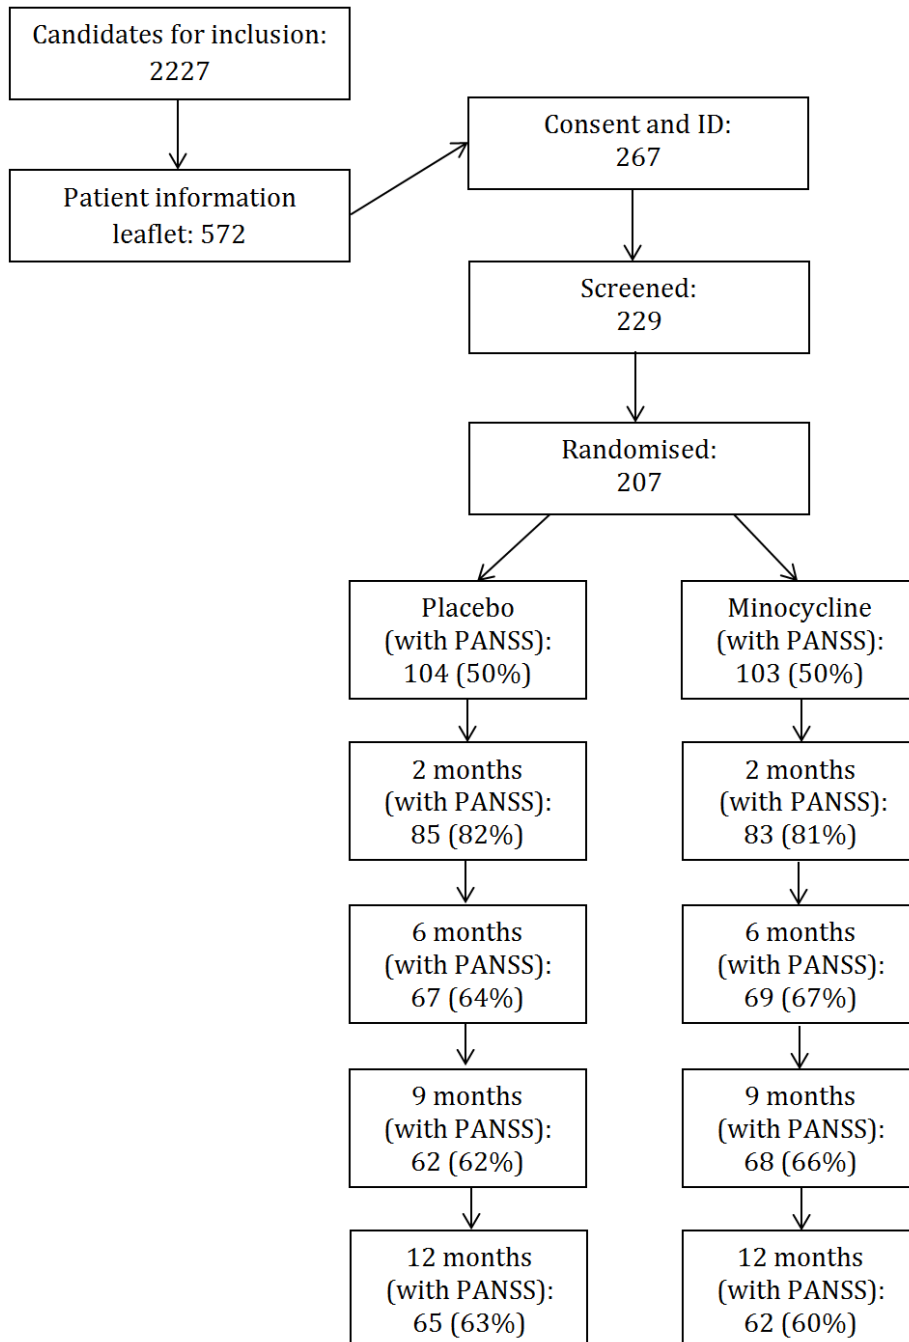 Candidates for inclusion:
2227
Patient information
leaflet: 572
Consent and ID:
267
Screened:
229
Randomised:
207
Placebo
(with PANSS):
104 (50%)
Minocycline
(with PANSS):
103 (50%)
2 months
(with PANSS):
85 (82%)
2 months
(with PANSS):
83 (81%)
6 months
(with PANSS):
67 (64%)
6 months
(with PANSS):
69 (67%)
9 months
(with PANSS):
62 (62%)
9 months
(with PANSS):
68 (66%)
12 months
(with PANSS):
65 (63%)
12 months
(with PANSS):
62 (60%)